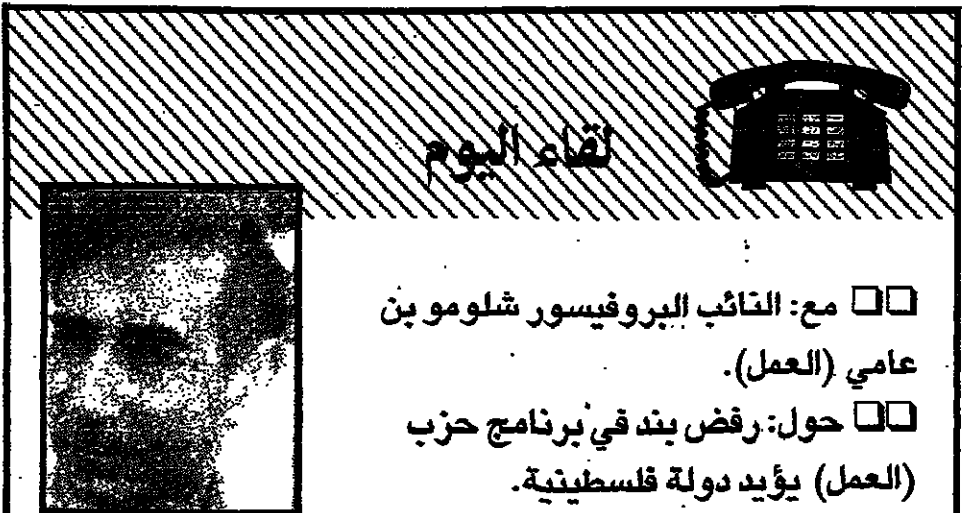 لقاء اليوم
□□ مع: النائب البروفيسور شلومو بن
عامي (العمل).
□□ حول: رفض بند في برنامج حزب
(العمل) يؤيد دولة فلسطينية.